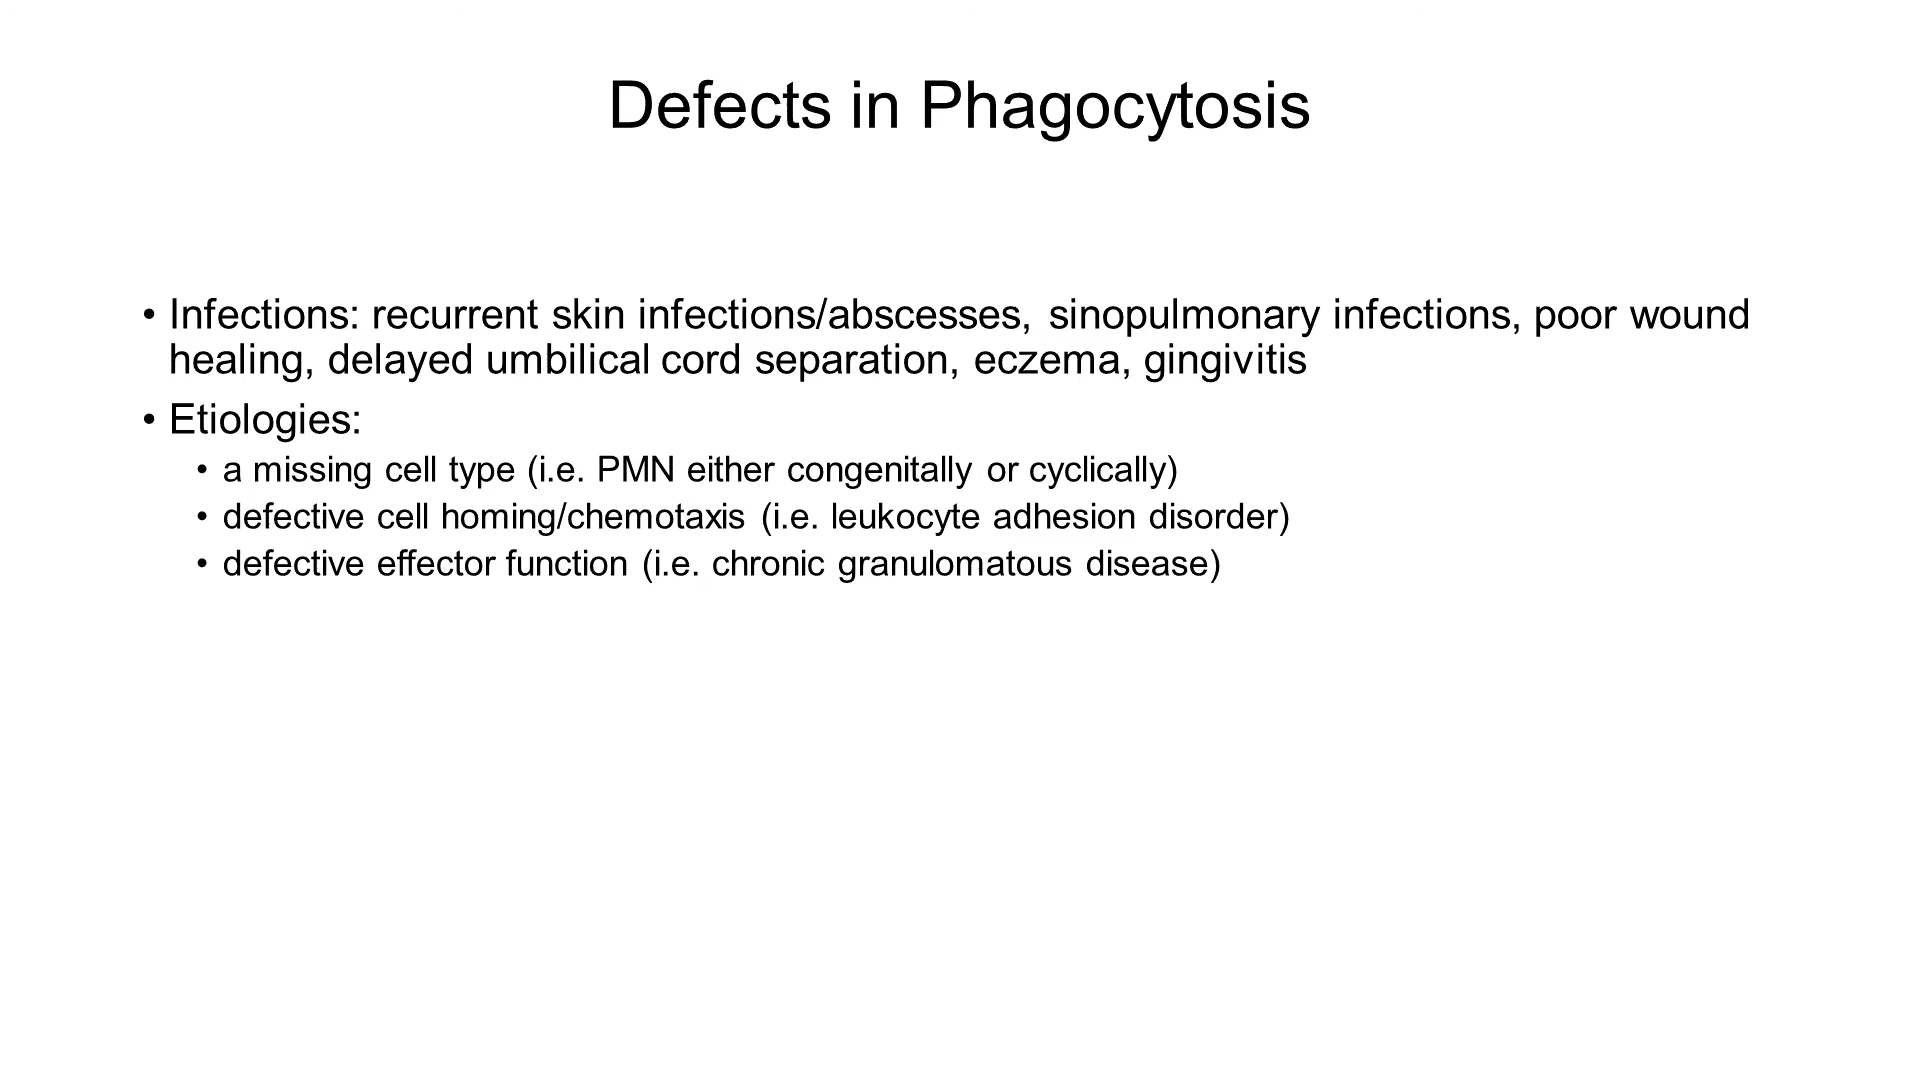 Defects in Phagocytosis
• Infections: recurrent skin infections/abscesses, sinopulmonary infections, poor wound
healing, delayed umbilical cord separation, eczema, gingivitis
• Etiologies:
• a missing cell type (i.e. PMN either congenitally or cyclically)
• defective cell homing/chemotaxis (i.e. leukocyte adhesion disorder)
• defective effector function (i.e. chronic granulomatous disease)